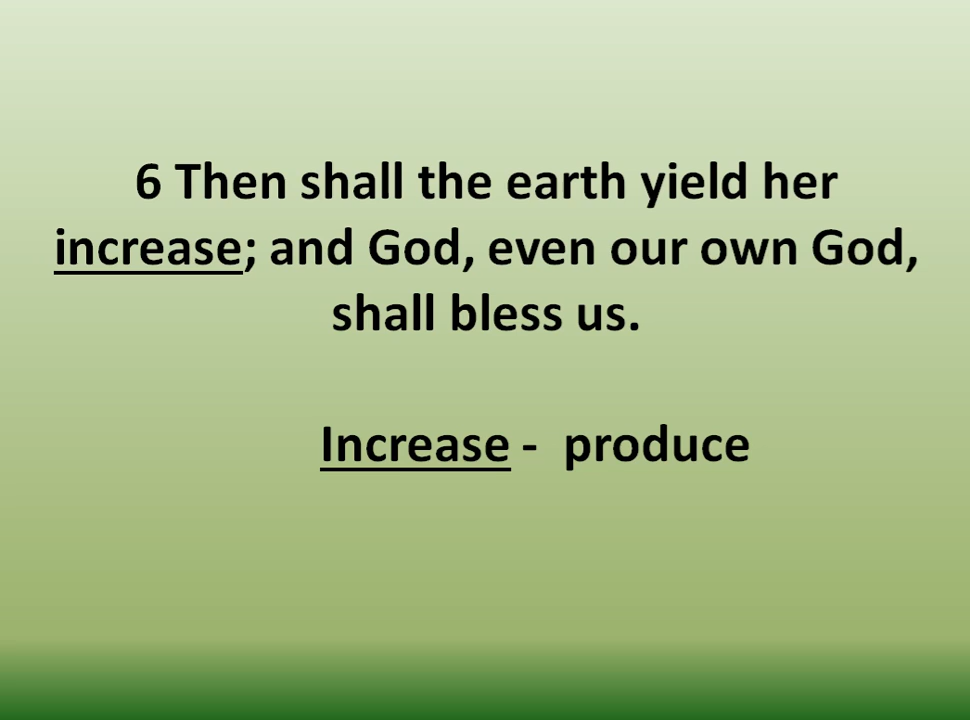 6 Then shall the earth yield her
increase; and God, even our own God,
shall bless us.
Increase -  produce